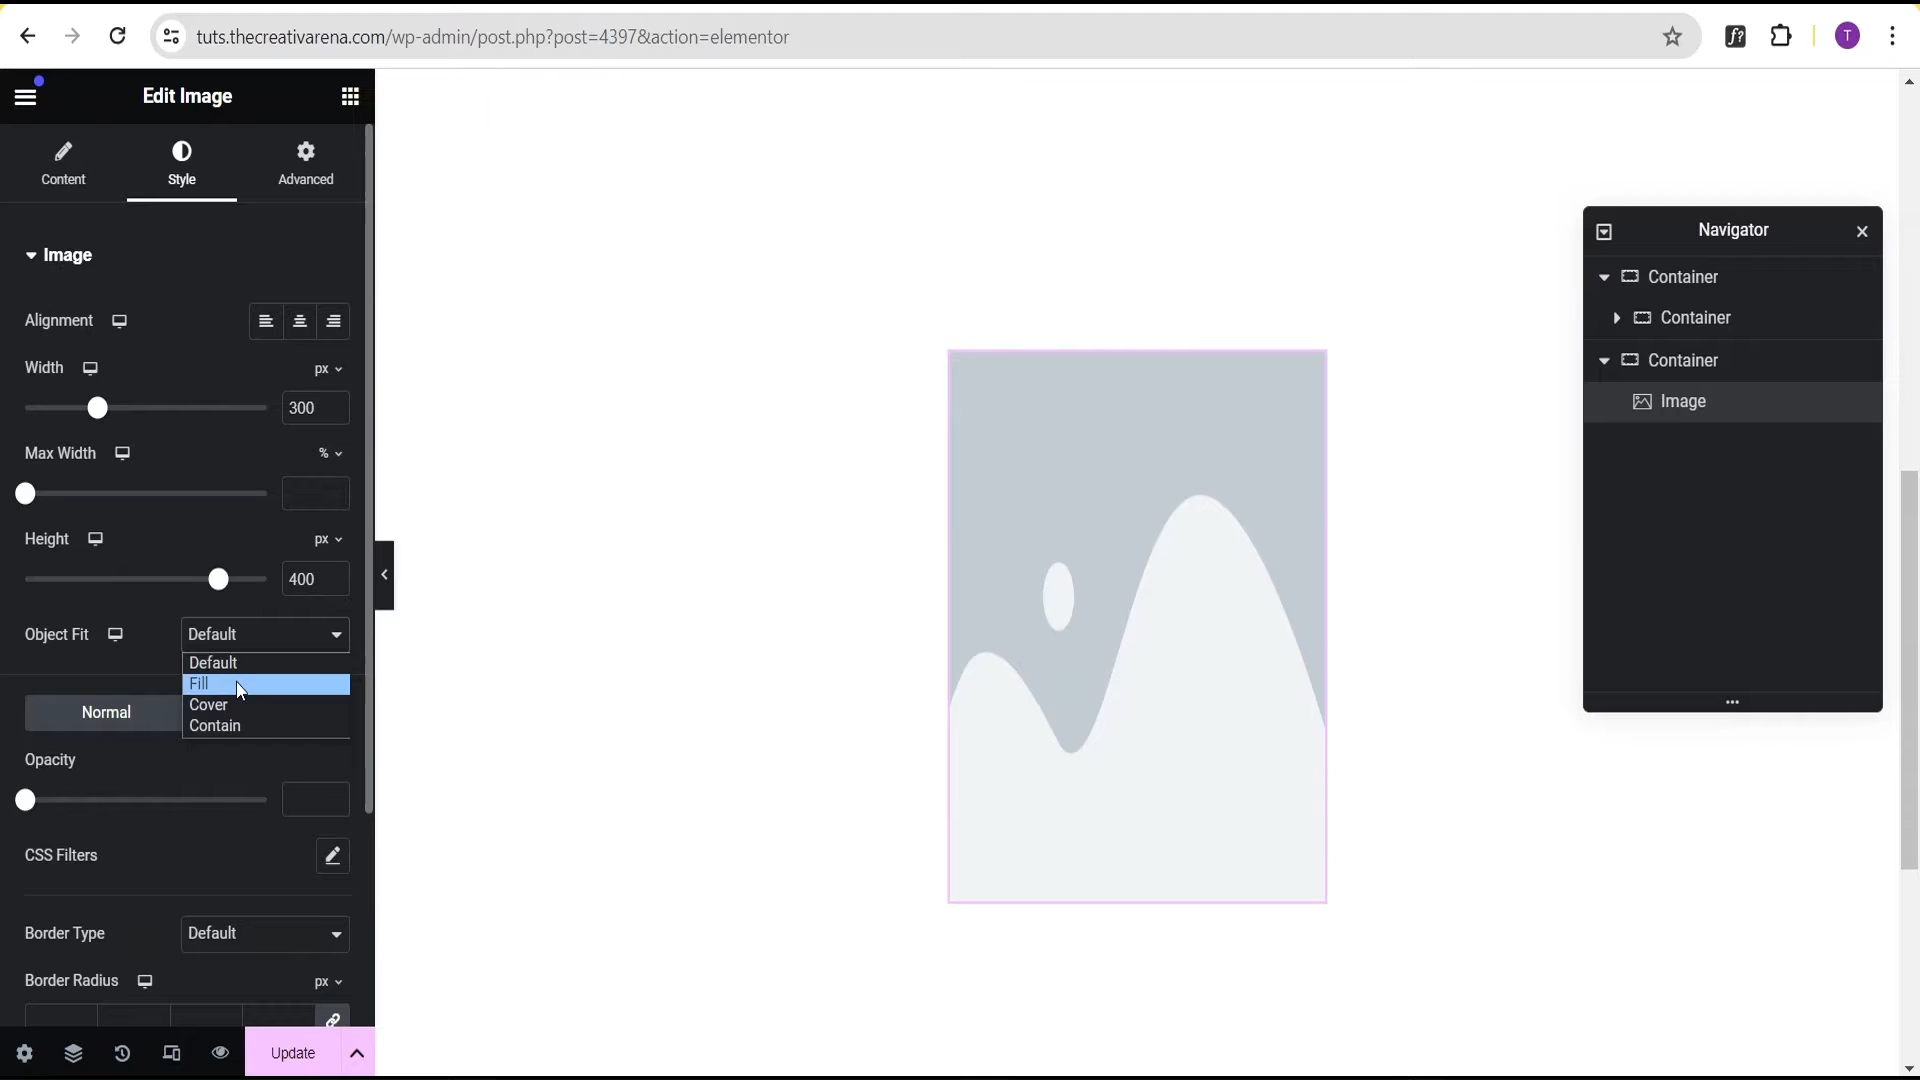 tuts.thecreativarena.com/wp-admin/post.php?post=4397&action=elementor
f?
T
Edit Image
Content
Style
Advanced
Image
Alignment
Width
px
300
Max Width
%
Height
px
400
Object Fit
Default
Default
Fill
Cover
Contain
Normal
Opacity
CSS Filters
Border Type
Default
Border Radius
px
Update
Navigator
Container
Container
Container
Image